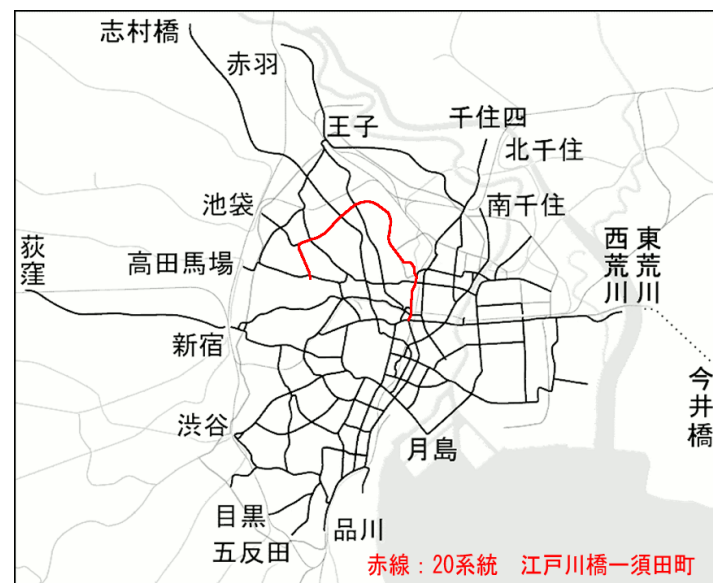 志村橋
赤羽
王子
千住四
北千住
池袋
南千住
高田馬場
荻窪
西荒川
東荒川
新宿
今井橋
渋谷
月島
目黒
品川
五反田
赤線：20系統　江戸川橋ー須田町